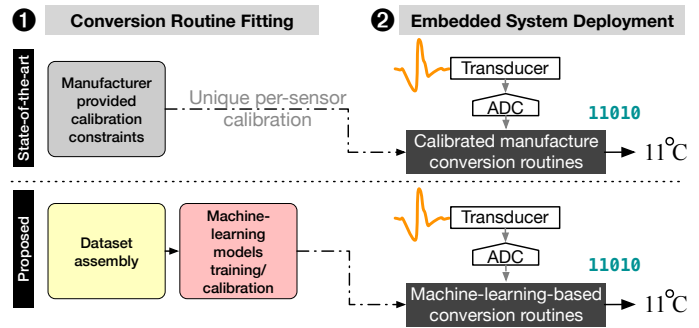 1 Conversion Routine Fitting
2 Embedded System Deployment
State-of-the-art
Manufacturer
provided
calibration
constraints
Unique per-sensor
calibration
Transducer
ADC
11010
Calibrated manufacture
conversion routines
11°C
Proposed
Dataset
assembly
Machine-
learning
models
training/
calibration
Transducer
ADC
11010
Machine-learning-based
conversion routines
11°C